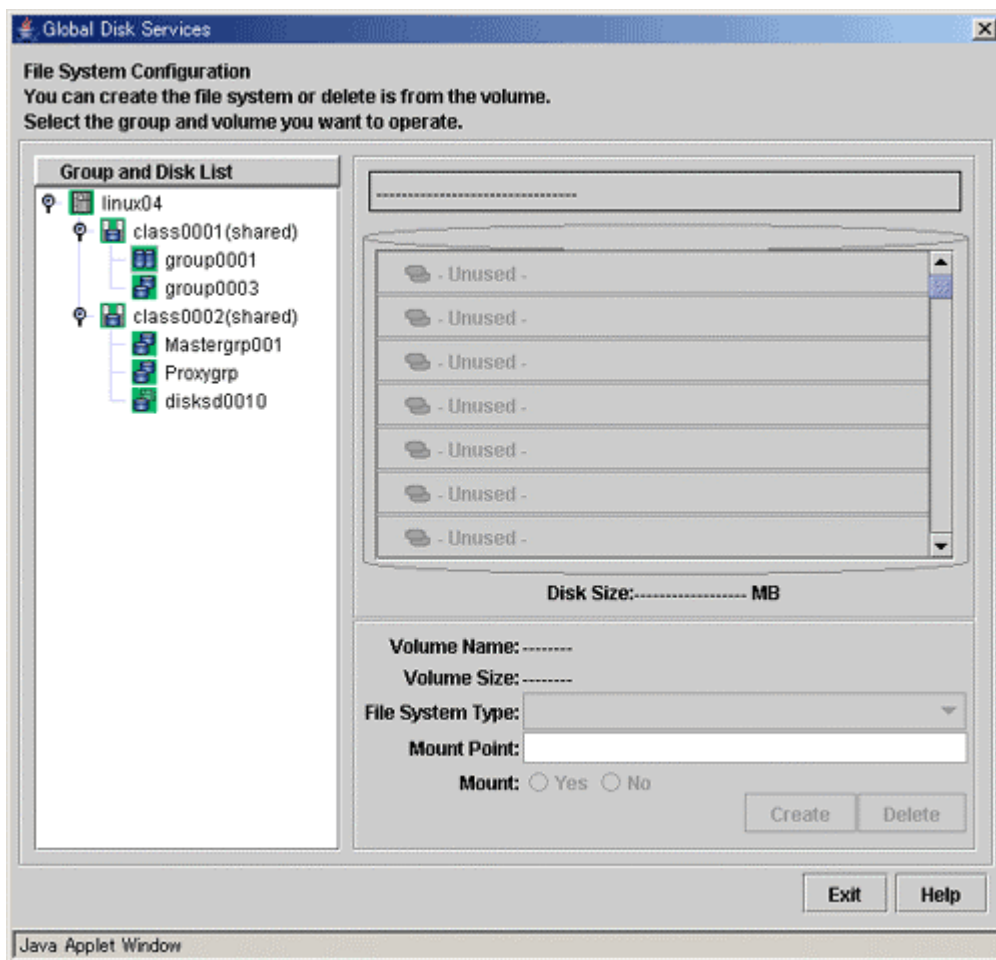 Global Disk Services
File System Configuration
You can create the file system or delete is from the volume.
Select the group and volume you want to operate.
Group and Disk List
linux04
class0001(shared)
group0001
group0003
class0002(shared)
Mastergrp001
Proxygrp
disksd0010
--------------------------------
- Unused -
- Unused -
- Unused -
- Unused -
- Unused -
- Unused -
- Unused -
Disk Size:------------------ MB
Volume Name: --------
Volume Size: --------
File System Type:
Mount Point:
Mount: Yes No
Create Delete
Exit Help
Java Applet Window